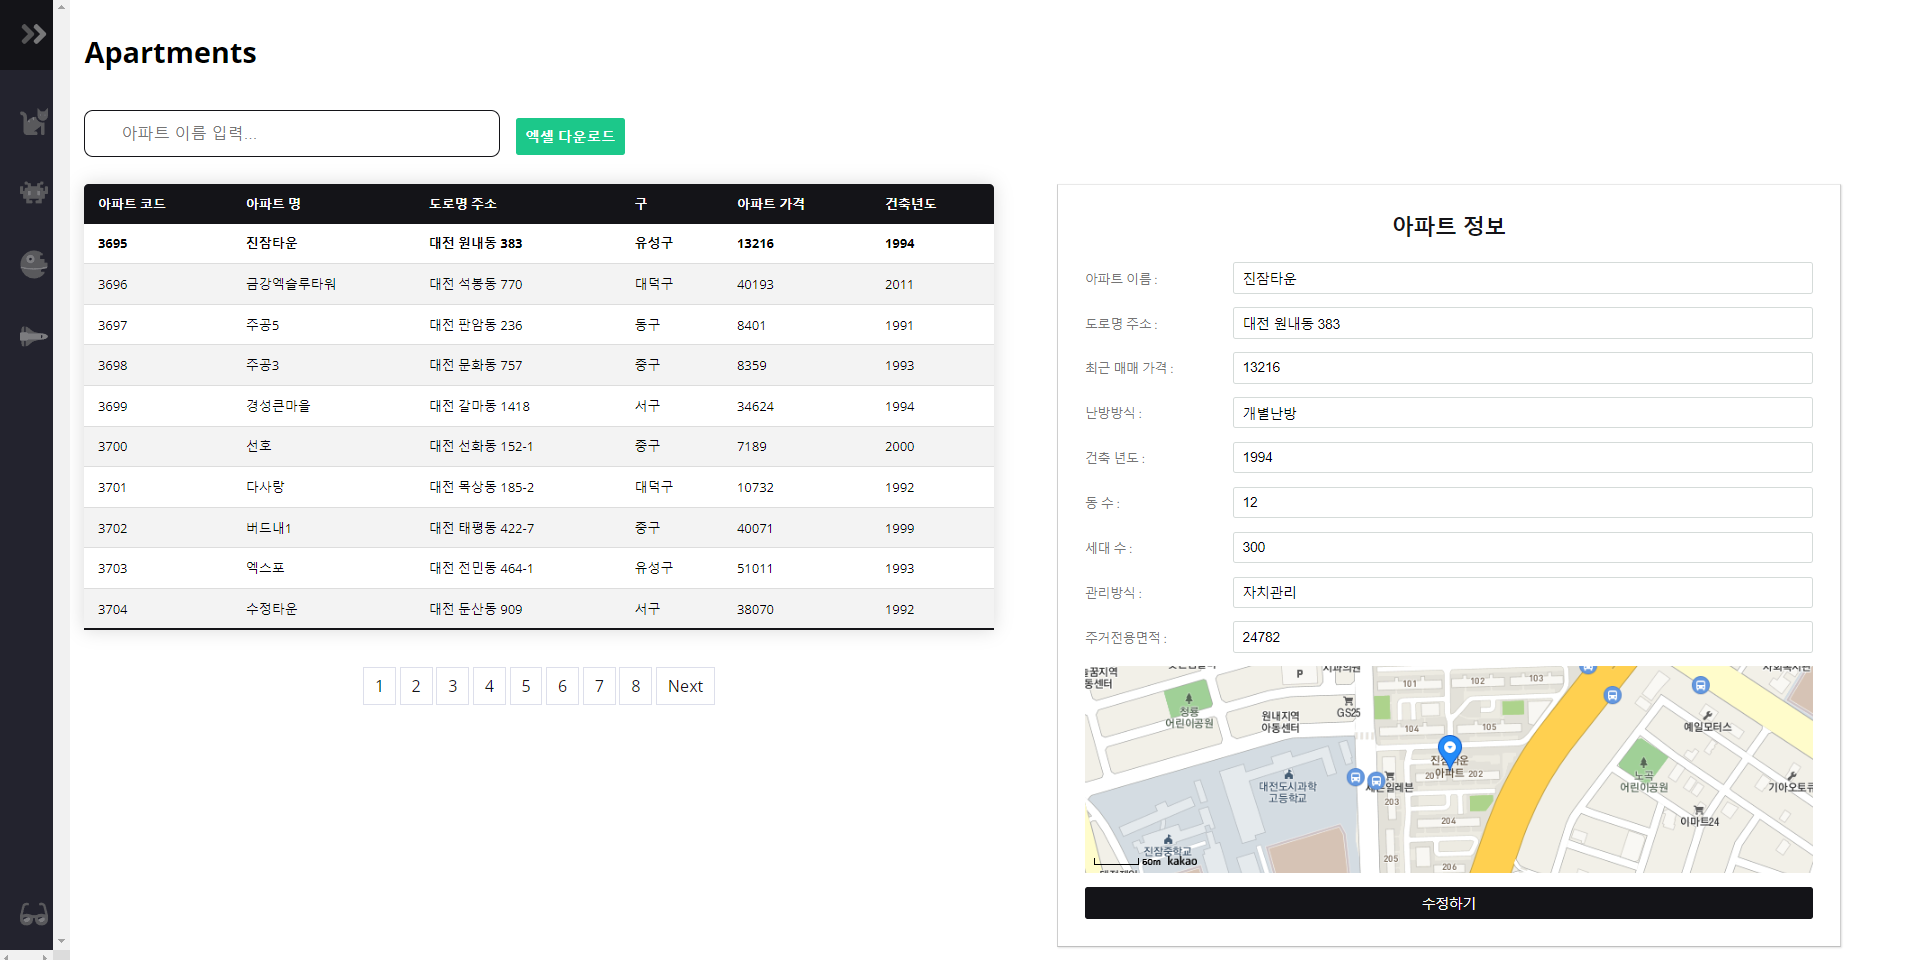 Apartments
아파트 이름 입력...
엑셀 다운로드
아파트 코드 아파트 명 도로명 주소 구 아파트 가격 건축년도
3695 진잠타운 대전 원내동 383 유성구 13216 1994
3696 금강엑슬루타워 대전 석봉동 770 대덕구 40193 2011
3697 주공5 대전 판암동 236 동구 8401 1991
3698 주공3 대전 문화동 757 중구 8359 1993
3699 경성큰마을 대전 갈마동 1418 서구 34624 1994
3700 선호 대전 선화동 152-1 중구 7189 2000
3701 다사랑 대전 목상동 185-2 대덕구 10732 1992
3702 버드내1 대전 태평동 422-7 중구 40071 1999
3703 엑스포 대전 전민동 464-1 유성구 51011 1993
3704 수정타운 대전 둔산동 909 서구 38070 1992
1 2 3 4 5 6 7 8 Next
아파트 정보
아파트 이름 : 진잠타운
도로명 주소 : 대전 원내동 383
최근 매매 가격 : 13216
난방방식 : 개별난방
건축 년도 : 1994
동 수 : 12
세대 수 : 300
관리방식 : 자치관리
주거전용면적 : 24782
P
101 102 103
청룡
어린이공원
원내지역
아동센터
GS25
104 105
예일모터스
진잠타운
아파트
202
대전도시과학
고등학교
세븐일레븐
203
노곡
어린이공원
이마트24
204
진잠중학교
50m kakao
205
206
수정하기